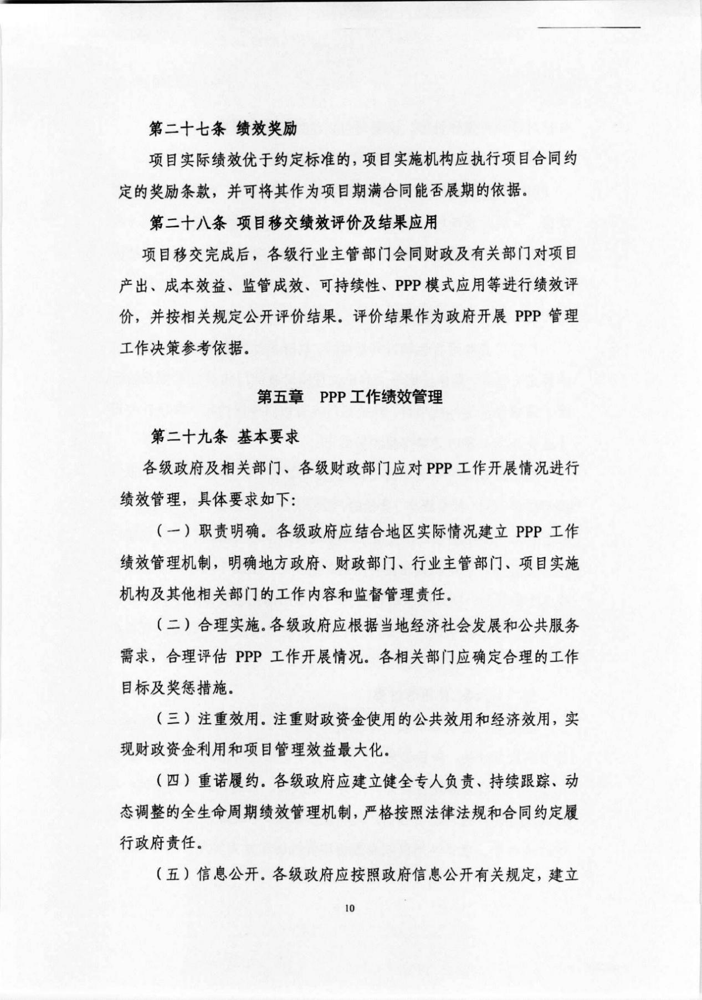 第二十七条 绩效奖励
项目实际绩效优于约定标准的，项目实施机构应执行项目合同约
定的奖励条款，并可将其作为项目期满合同能否展期的依据。
第二十八条 项目移交绩效评价及结果应用
项目移交完成后，各级行业主管部门会同财政及有关部门对项目
产出、成本效益、监管成效、可持续性、PPP 模式应用等进行绩效评
价，并按相关规定公开评价结果。评价结果作为政府开展 PPP 管理
工作决策参考依据。
第五章 PPP 工作绩效管理
第二十九条 基本要求
各级政府及相关部门、各级财政部门应对 PPP 工作开展情况进行
绩效管理，具体要求如下：
（一）职责明确。各级政府应结合地区实际情况建立 PPP 工作
绩效管理机制，明确地方政府、财政部门、行业主管部门、项目实施
机构及其他相关部门的工作内容和监督管理责任。
（二）合理实施。各级政府应根据当地经济社会发展和公共服务
需求，合理评估 PPP 工作开展情况。各相关部门应确定合理的工作
目标及奖惩措施。
（三）注重效用。注重财政资金使用的公共效用和经济效用，实
现财政资金利用和项目管理效益最大化。
（四）重诺履约。各级政府应建立健全专人负责、持续跟踪、动
态调整的全生命周期绩效管理机制，严格按照法律法规和合同约定履
行政府责任。
（五）信息公开。各级政府应按照政府信息公开有关规定，建立
10